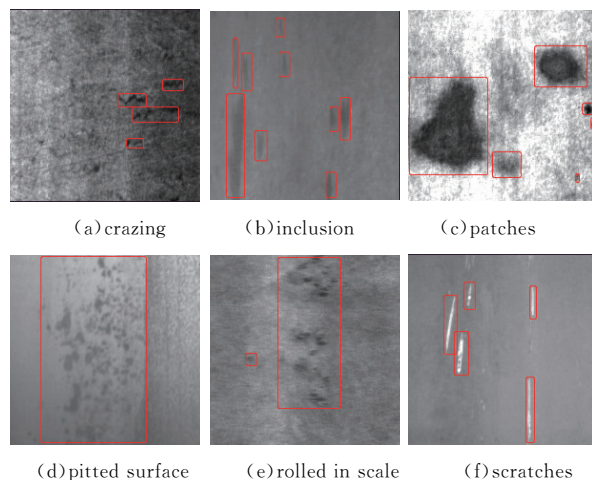 (a)crazing
(b)inclusion
(c)patches
(d)pitted surface
(e)rolled in scale
(f)scratches